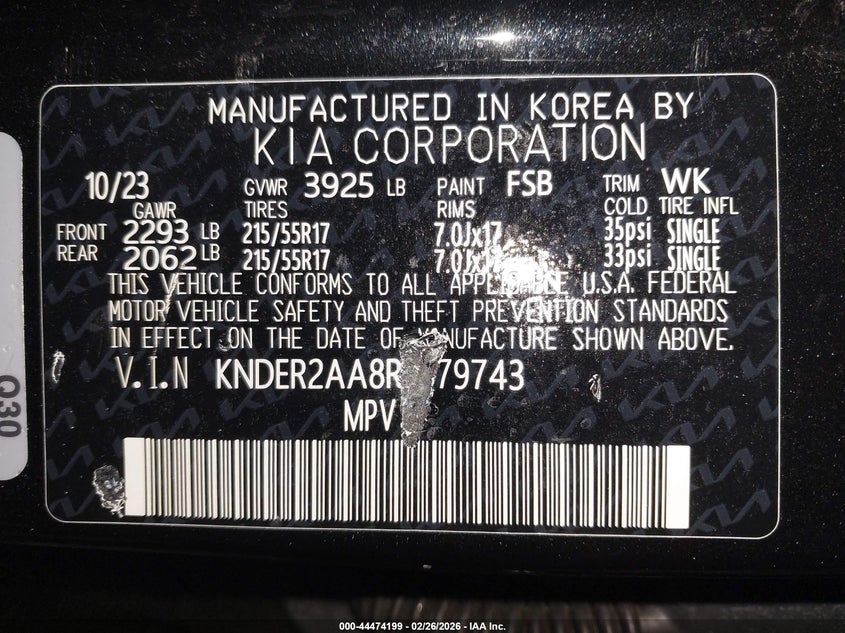 MANUFACTURED IN KOREA BY
KIA CORPORATION
10/23 GVWR 3925 LB PAINT FSB TRIM WK
GAWR TIRES RIMS COLD TIRE INFL
FRONT 2293 LB 215/55R17 7.0Jx17 35psi SINGLE
REAR 2062 LB 215/55R17 33psi SINGLE
THIS VEHICLE CONFORMS TO ALL APPLICABLE U.S.A. FEDERAL
MOTOR VEHICLE SAFETY AND THEFT PREVENTION STANDARDS
IN EFFECT ON THE DATE OF MANUFACTURE SHOWN ABOVE.
V.I.N
MPV
Q30
000-44474199 - 02/26/2026 - IAA Inc.